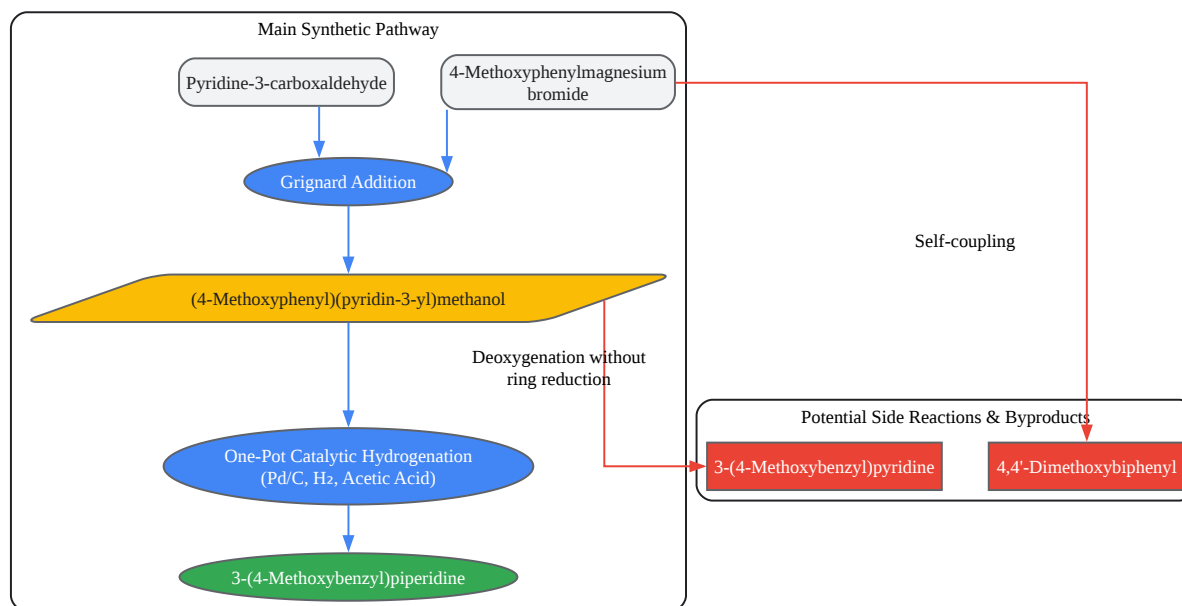 Main Synthetic Pathway
Pyridine-3-carboxaldehyde
4-Methoxyphenylmagnesium
bromide
Grignard Addition
Self-coupling
(4-Methoxyphenyl)(pyridin-3-yl)methanol
Deoxygenation without
ring reduction
Potential Side Reactions & Byproducts
One-Pot Catalytic Hydrogenation
(Pd/C, H₂, Acetic Acid)
3-(4-Methoxybenzyl)pyridine
4,4'-Dimethoxybiphenyl
3-(4-Methoxybenzyl)piperidine